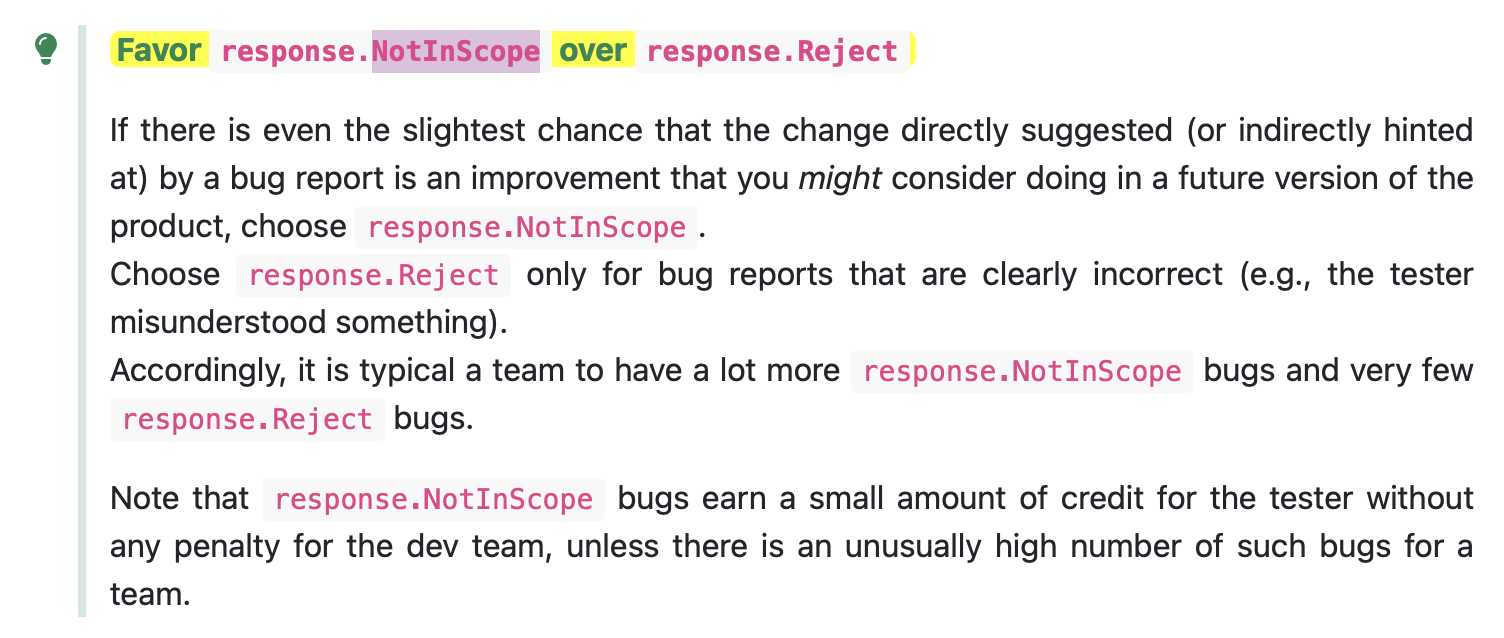 Favor response.NotInScope over response.Reject
If there is even the slightest chance that the change directly suggested (or indirectly hinted
at) by a bug report is an improvement that you might consider doing in a future version of the
product, choose response.NotInScope .
Choose response.Reject only for bug reports that are clearly incorrect (e.g., the tester
misunderstood something).
Accordingly, it is typical a team to have a lot more response.NotInScope bugs and very few
response.Reject bugs.
Note that response.NotInScope bugs earn a small amount of credit for the tester without
any penalty for the dev team, unless there is an unusually high number of such bugs for a
team.